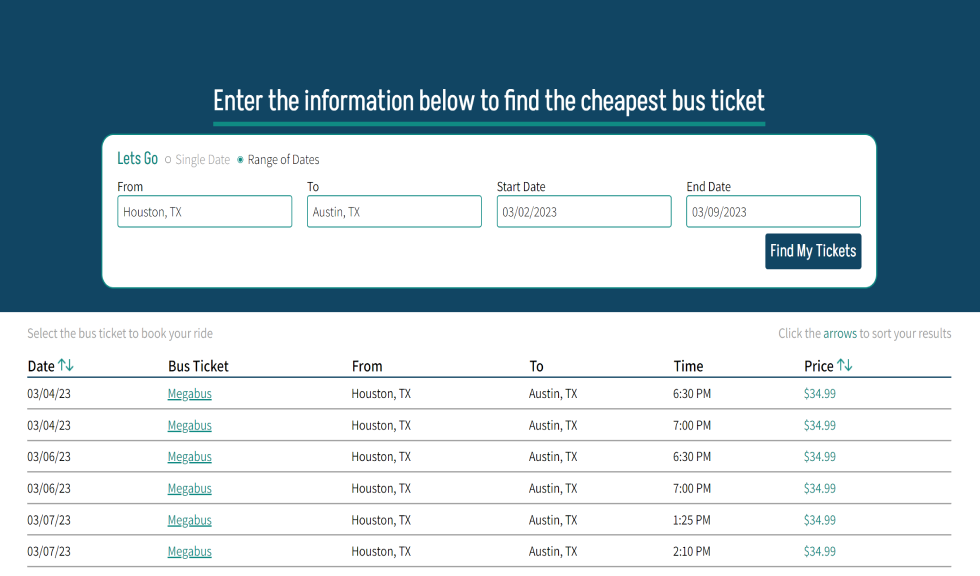 Enter the information below to find the cheapest bus ticket
Lets Go Single Date Range of Dates
From To Start Date End Date
Houston, TX Austin, TX 03/02/2023 03/09/2023
Find My Tickets
Select the bus ticket to book your ride Click the arrows to sort your results
Date Bus Ticket From To Time Price
03/04/23 Megabus Houston, TX Austin, TX 6:30 PM $34.99
03/04/23 Megabus Houston, TX Austin, TX 7:00 PM $34.99
03/06/23 Megabus Houston, TX Austin, TX 6:30 PM $34.99
03/06/23 Megabus Houston, TX Austin, TX 7:00 PM $34.99
03/07/23 Megabus Houston, TX Austin, TX 1:25 PM $34.99
03/07/23 Megabus Houston, TX Austin, TX 2:10 PM $34.99